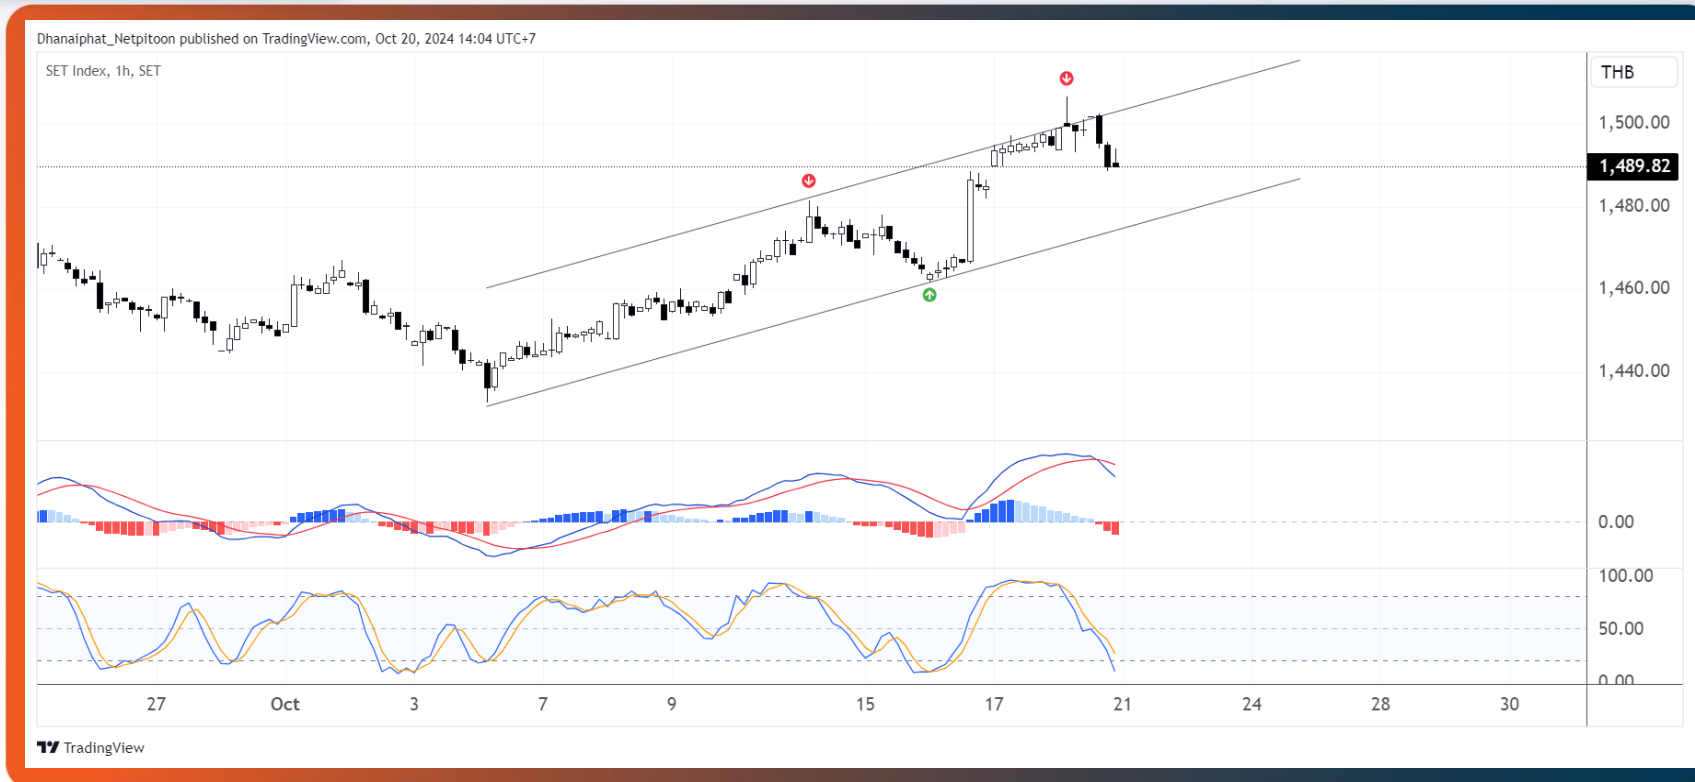 Dhanaiphat_Netpitoon published on TradingView.com, Oct 20, 2024 14:04 UTC+7
SET Index, 1h, SET
THB
1,500.00
1,489.82
1,480.00
1,460.00
1,440.00
0.00
100.00
50.00
0.00
27 Oct 3 7 9 15 17 21 24 28 30
TradingView